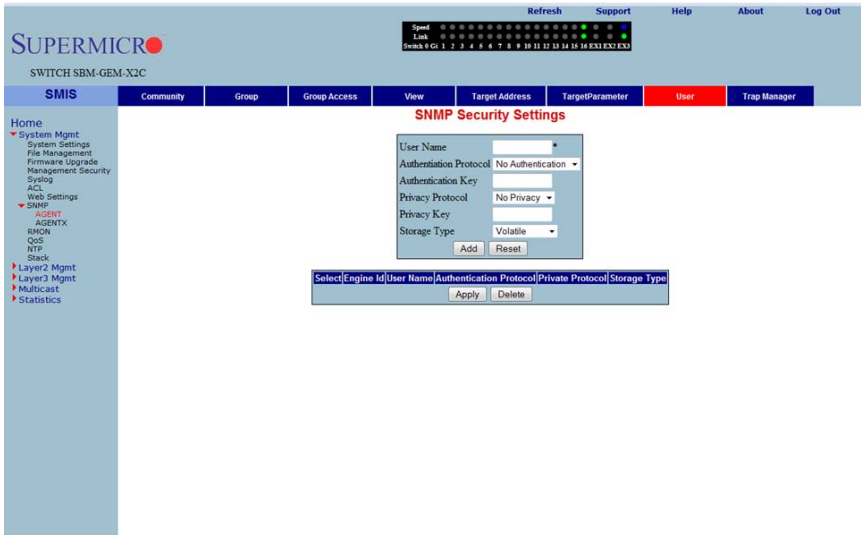 Refresh Support Help About Log Out
Speed
Link
Switch 0 Gi 1 2 3 4 5 6 7 8 9 10 11 12 13 14 15 16 EX1 EX2 EX3
SUPERMICRO
SWITCH SBM-GEM-X2C
SMIS
Community Group Group Access View Target Address TargetParameter User Trap Manager
Home
System Mgmt
System Settings
File Management
Firmware Upgrade
Management Security
Syslog
ACL
Web Settings
SNMP
AGENT
AGENTX
RMON
QoS
NTP
Stack
Layer2 Mgmt
Layer3 Mgmt
Multicast
Statistics
SNMP Security Settings
User Name *
Authentiation Protocol No Authentication
Authentication Key
Privacy Protocol No Privacy
Privacy Key
Storage Type Volatile
Add Reset
Select Engine Id User Name Authentication Protocol Private Protocol Storage Type
Apply Delete